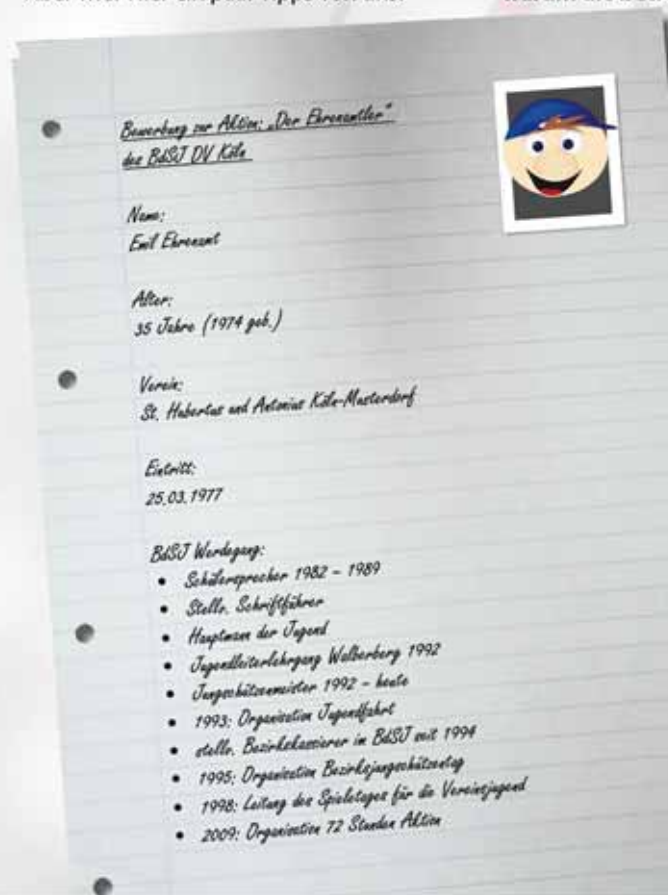 Bewerbung zur Aktion: „Der Ehrenamtler“
des BdSJ DV Köln
Name:
Emil Ehrenamt
Alter:
35 Jahre (1974 geb.)
Verein:
St. Hubertus und Antonius Köln-Musterdorf
Eintritt:
25.03.1977
BdSJ Werdegang:
• Schülersprecher 1982 – 1989
• Stellv. Schriftführer
• Hauptmann der Jugend
• Jugendleiterlehrgang Walberberg 1992
• Jungschützenmeister 1992 – heute
• 1993: Organisation Jugendfahrt
• stellv. Bezirkskassierer im BdSJ seit 1994
• 1995: Organisation Bezirksjungschützentag
• 1998: Leitung des Spieletages für die Vereinsjugend
• 2009: Organisation 72 Stunden Aktion